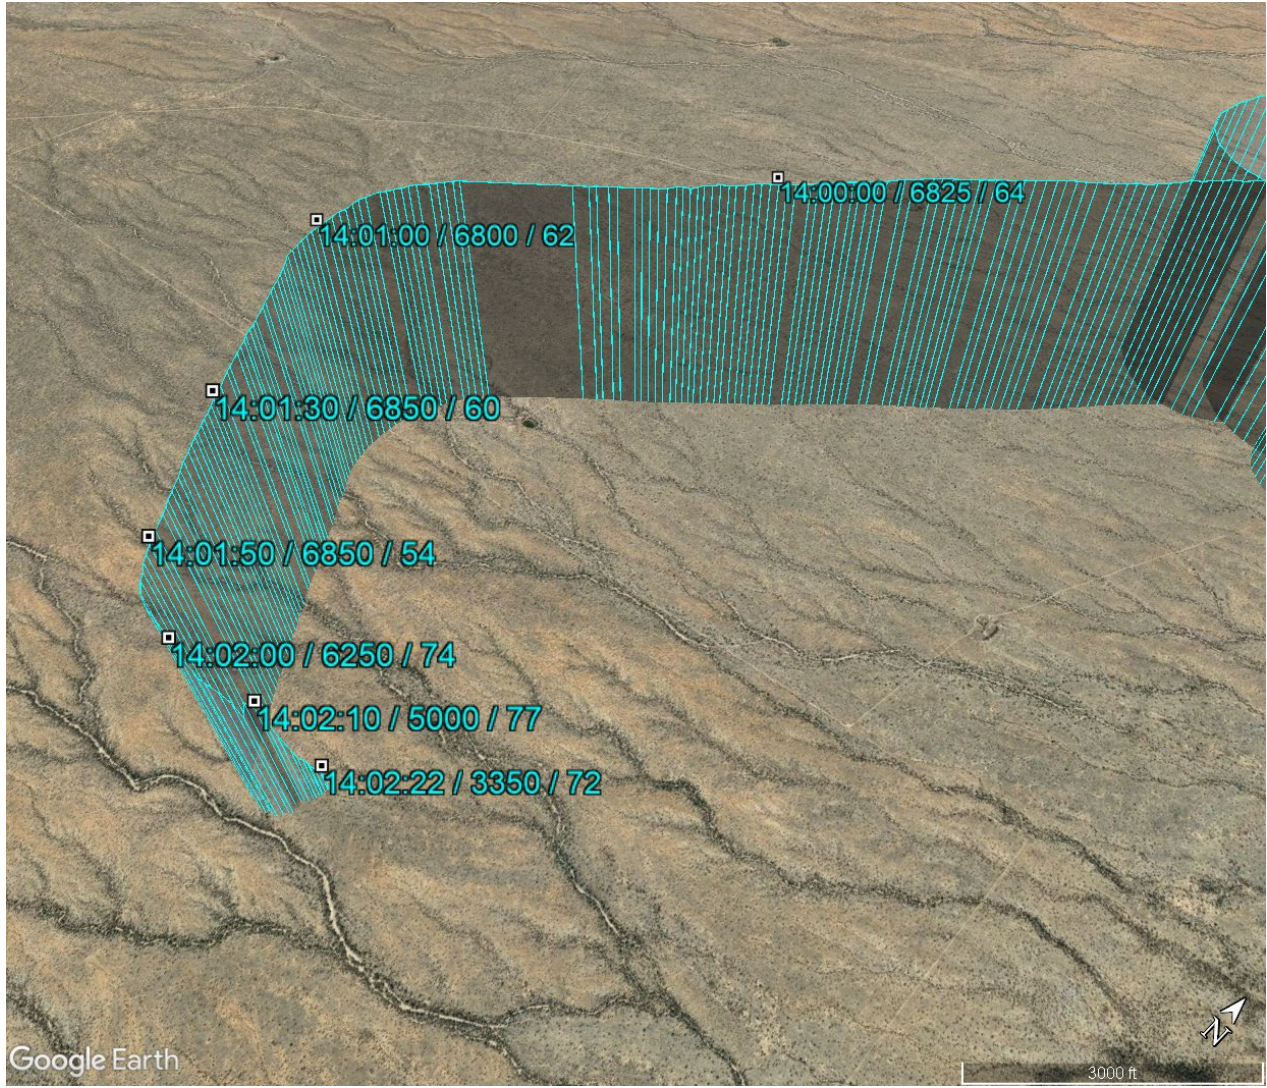 14:00:00 / 6825 / 64
14:01:00 / 6800 / 62
14:01:30 / 6850 / 60
14:01:50 / 6850 / 54
14:02:00 / 6250 / 74
14:02:10 / 5000 / 77
14:02:22 / 3350 / 72
N
Google Earth
3000 ft